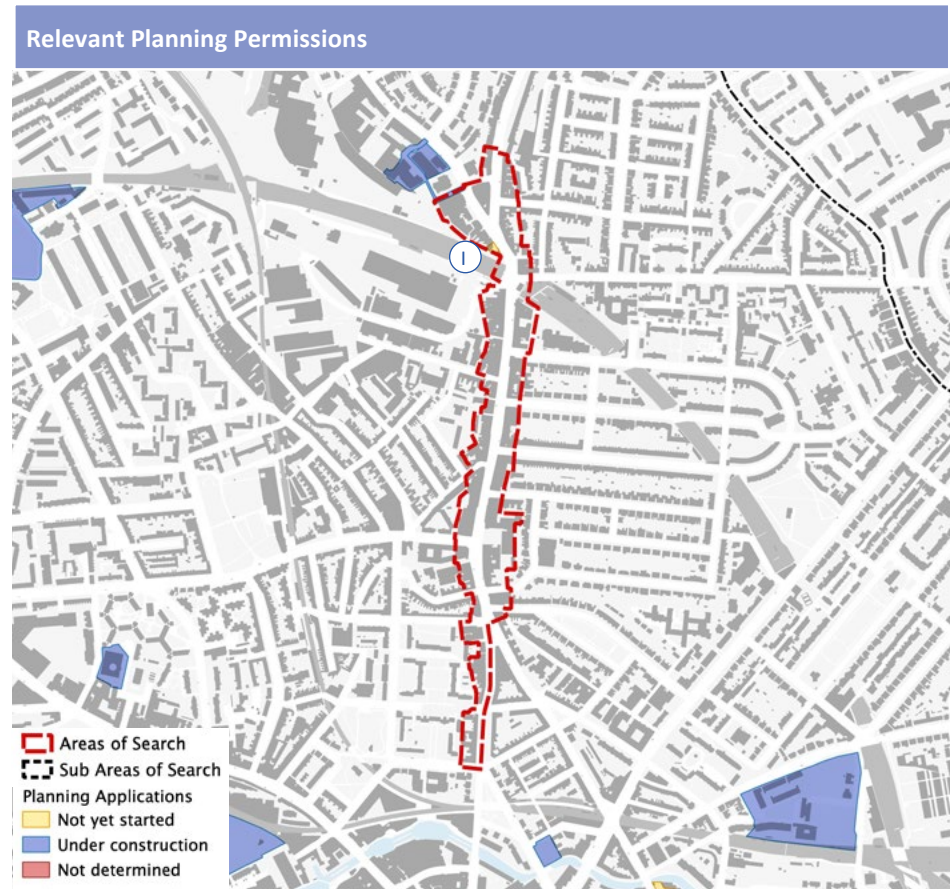 Relevant Planning Permissions
I
Areas of Search
Sub Areas of Search
Planning Applications
Not yet started
Under construction
Not determined